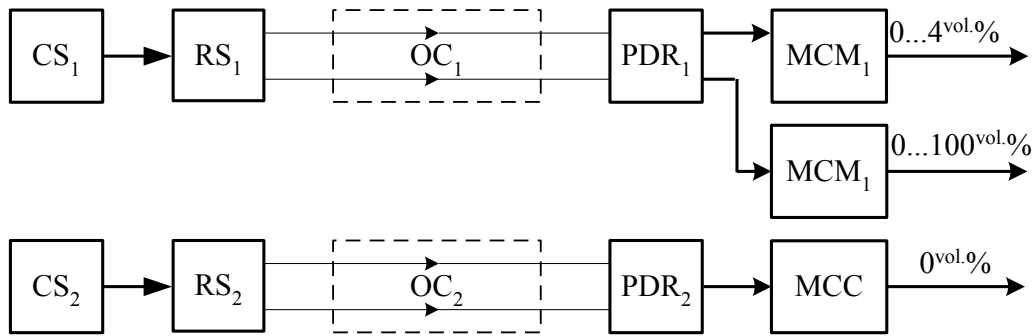 CS₁ RS₁ OC₁ PDR₁ MCM₁ 0...4ᵛᵒˡ·%
MCM₁ 0...100ᵛᵒˡ·%
CS₂ RS₂ OC₂ PDR₂ MCC 0ᵛᵒˡ·%